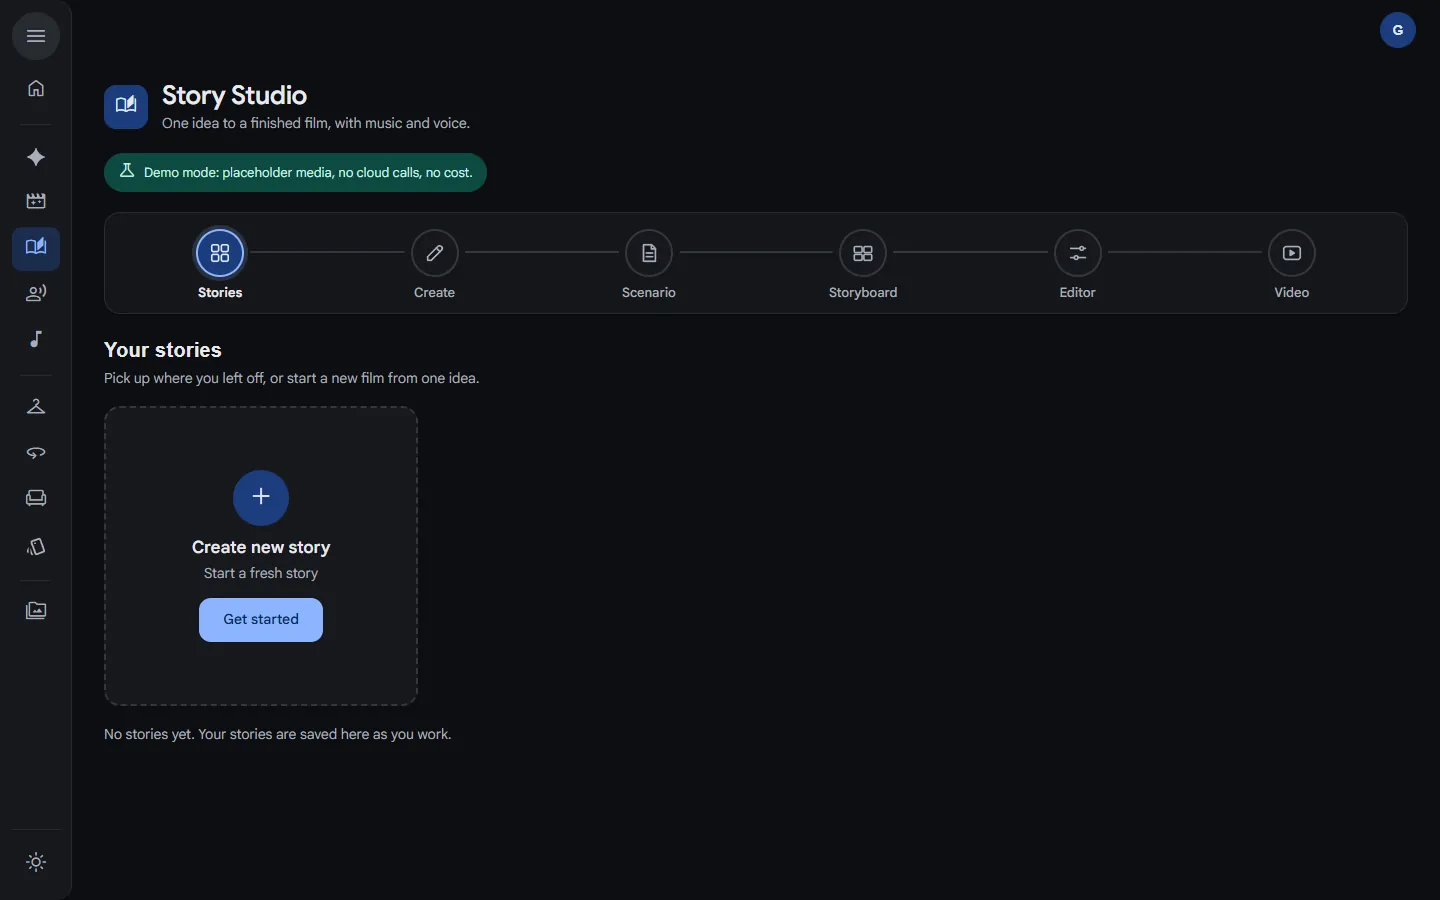 G
Story Studio
One idea to a finished film, with music and voice.
Demo mode: placeholder media, no cloud calls, no cost.
Stories
Create
Scenario
Storyboard
Editor
Video
Your stories
Pick up where you left off, or start a new film from one idea.
Create new story
Start a fresh story
Get started
No stories yet. Your stories are saved here as you work.